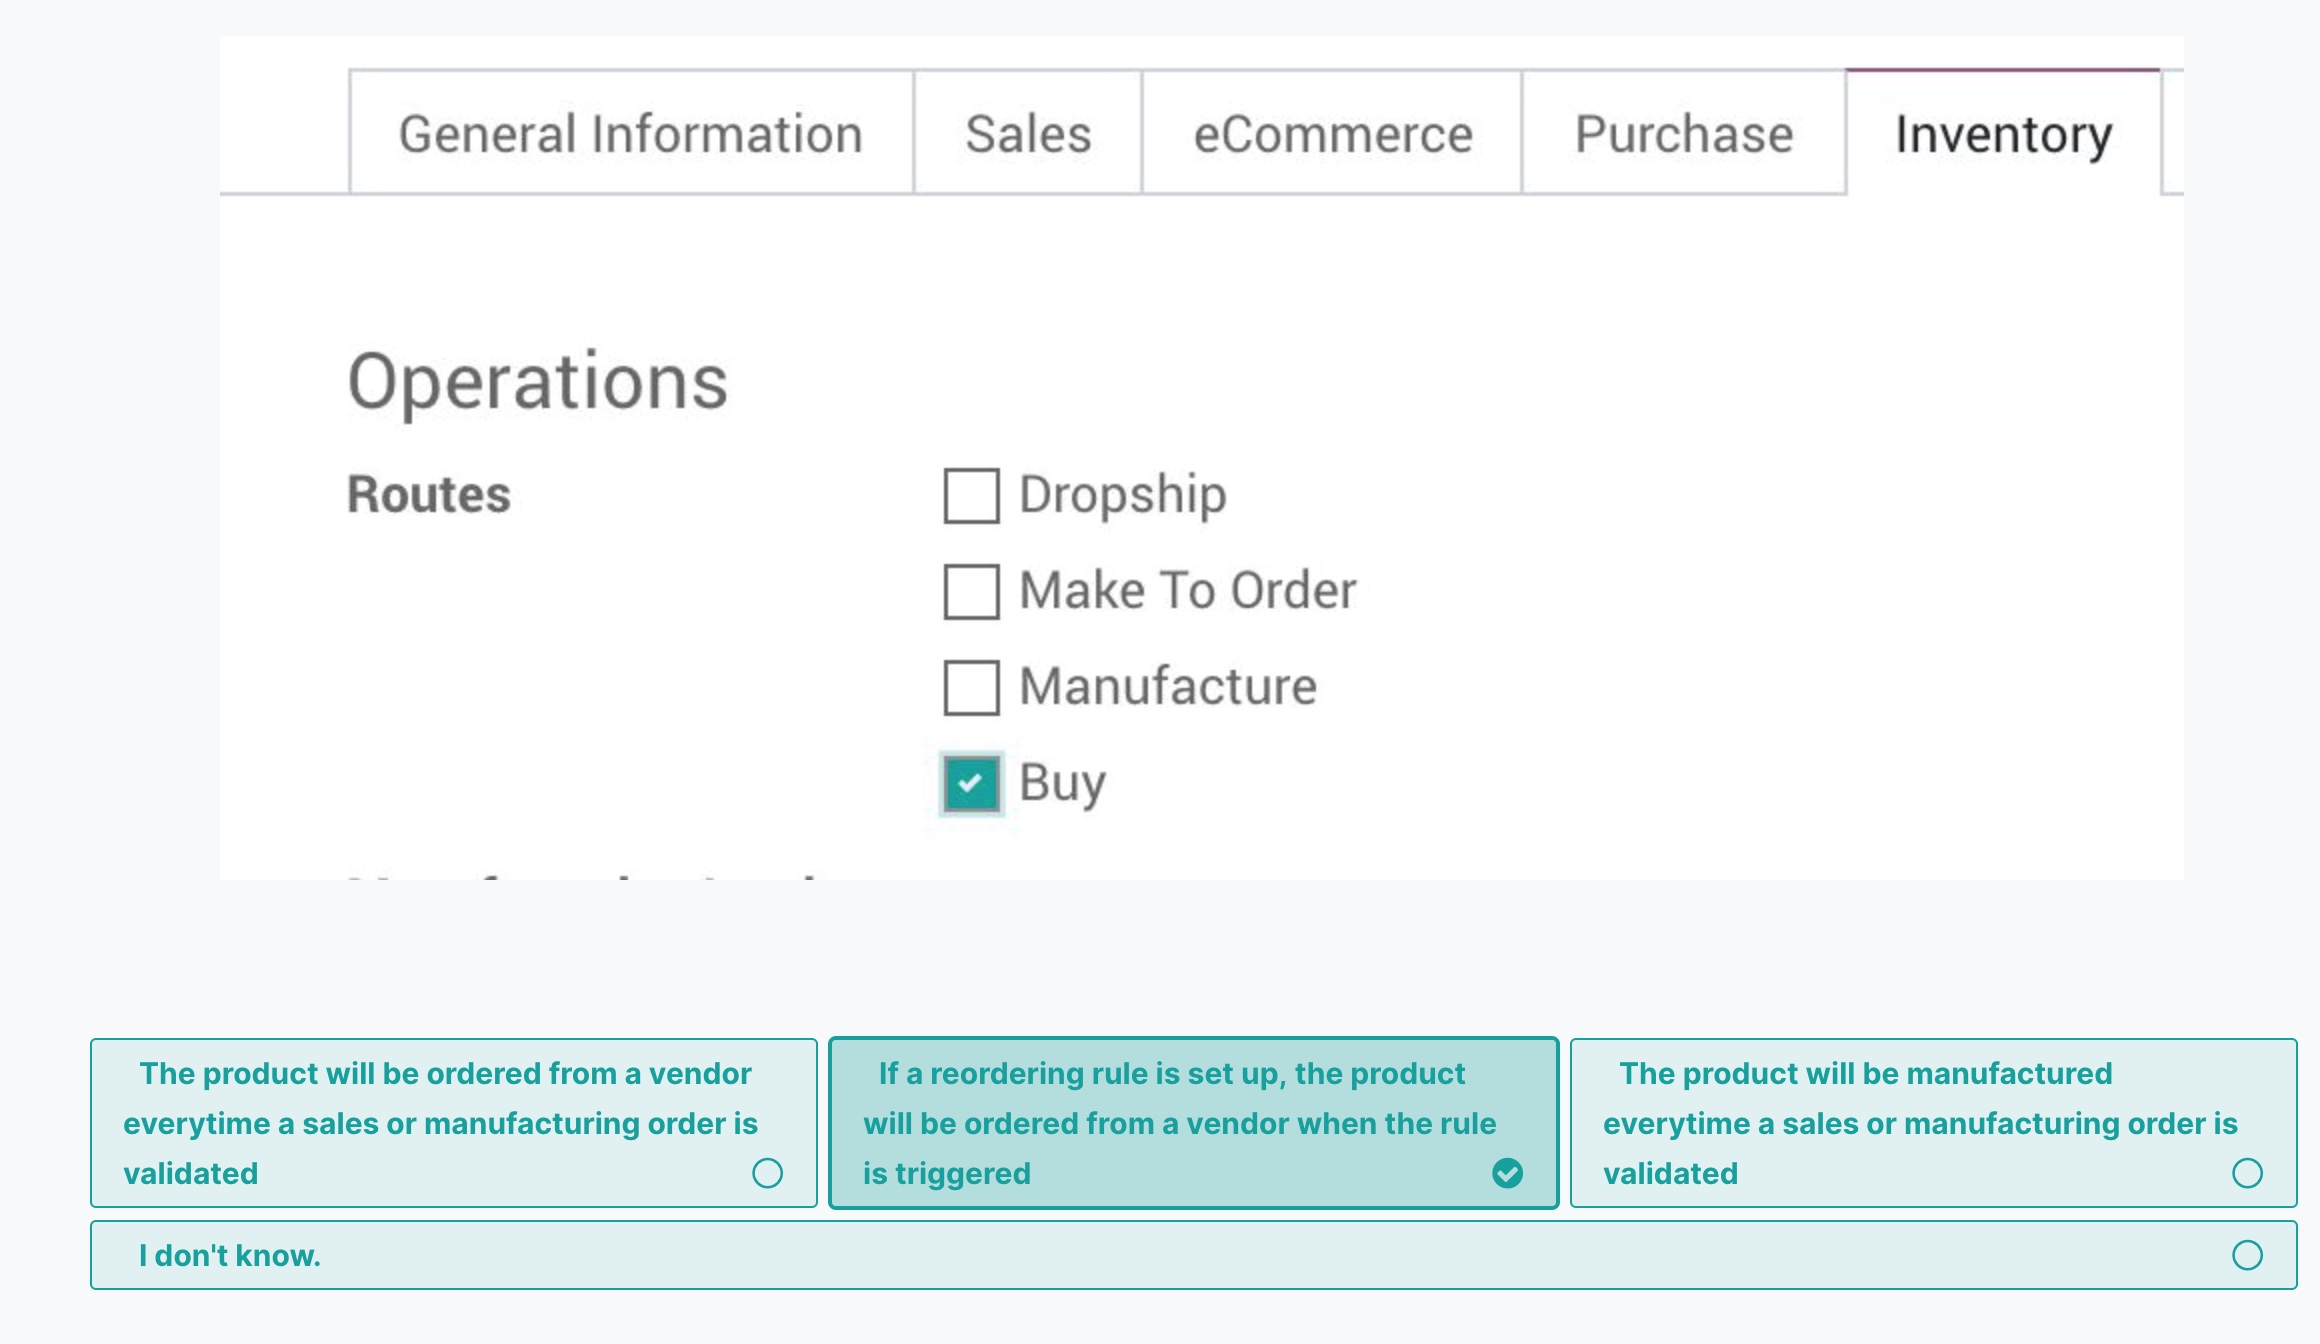 General Information
Sales
eCommerce
Purchase
Inventory
Operations
Routes
Dropship
Make To Order
Manufacture
Buy
The product will be ordered from a vendor
everytime a sales or manufacturing order is
validated
If a reordering rule is set up, the product
will be ordered from a vendor when the rule
is triggered
The product will be manufactured
everytime a sales or manufacturing order is
validated
I don't know.